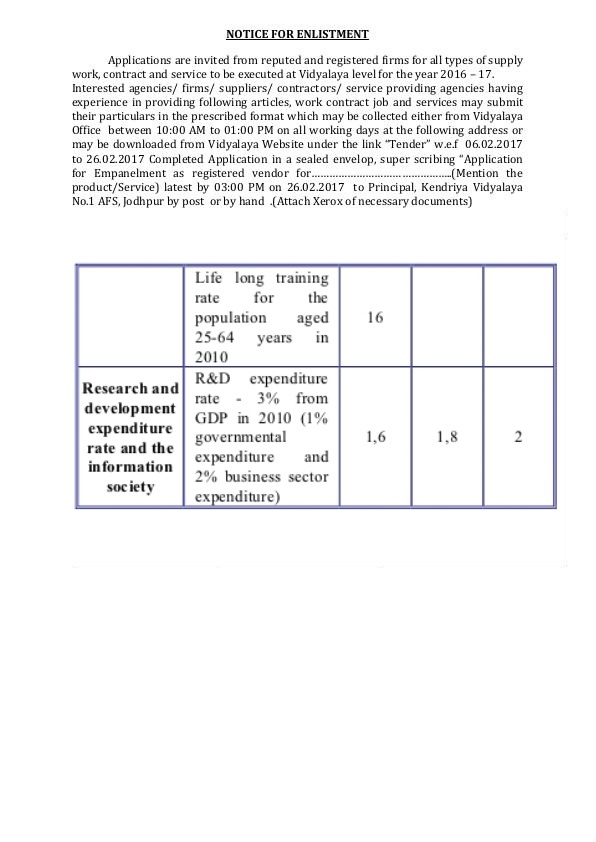 NOTICE FOR ENLISTMENT
Applications are invited from reputed and registered firms for all types of supply
work, contract and service to be executed at Vidyalaya level for the year 2016 – 17.
Interested agencies/ firms/ suppliers/ contractors/ service providing agencies having
experience in providing following articles, work contract job and services may submit
their particulars in the prescribed format which may be collected either from Vidyalaya
Office between 10:00 AM to 01:00 PM on all working days at the following address or
may be downloaded from Vidyalaya Website under the link “Tender” w.e.f 06.02.2017
to 26.02.2017 Completed Application in a sealed envelop, super scribing “Application
for Empanelment as registered vendor for………………………………………..(Mention the
product/Service) latest by 03:00 PM on 26.02.2017 to Principal, Kendriya Vidyalaya
No.1 AFS, Jodhpur by post or by hand .(Attach Xerox of necessary documents)
Life long training
rate for the
population aged
25-64 years in
2010
16
Research and
development
expenditure
rate and the
information
society
R&D expenditure
rate - 3% from
GDP in 2010 (1%
governmental
expenditure and
2% business sector
expenditure)
1,6
1,8
2